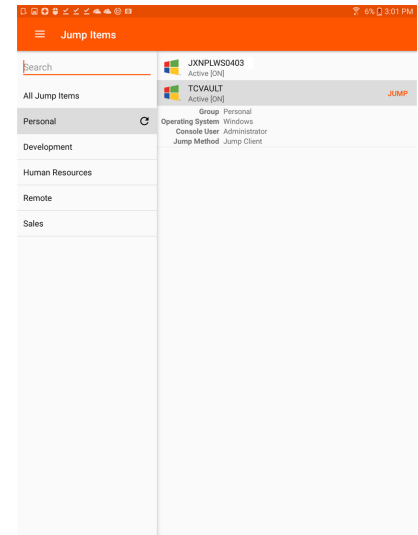 6% 3:01 PM
Jump Items
Search
All Jump Items
Personal
Development
Human Resources
Remote
Sales
JXNPLWS0403
Active [ON]
TCVAULT
Active [ON]
JUMP
Group Personal
Operating System Windows
Console User Administrator
Jump Method Jump Client